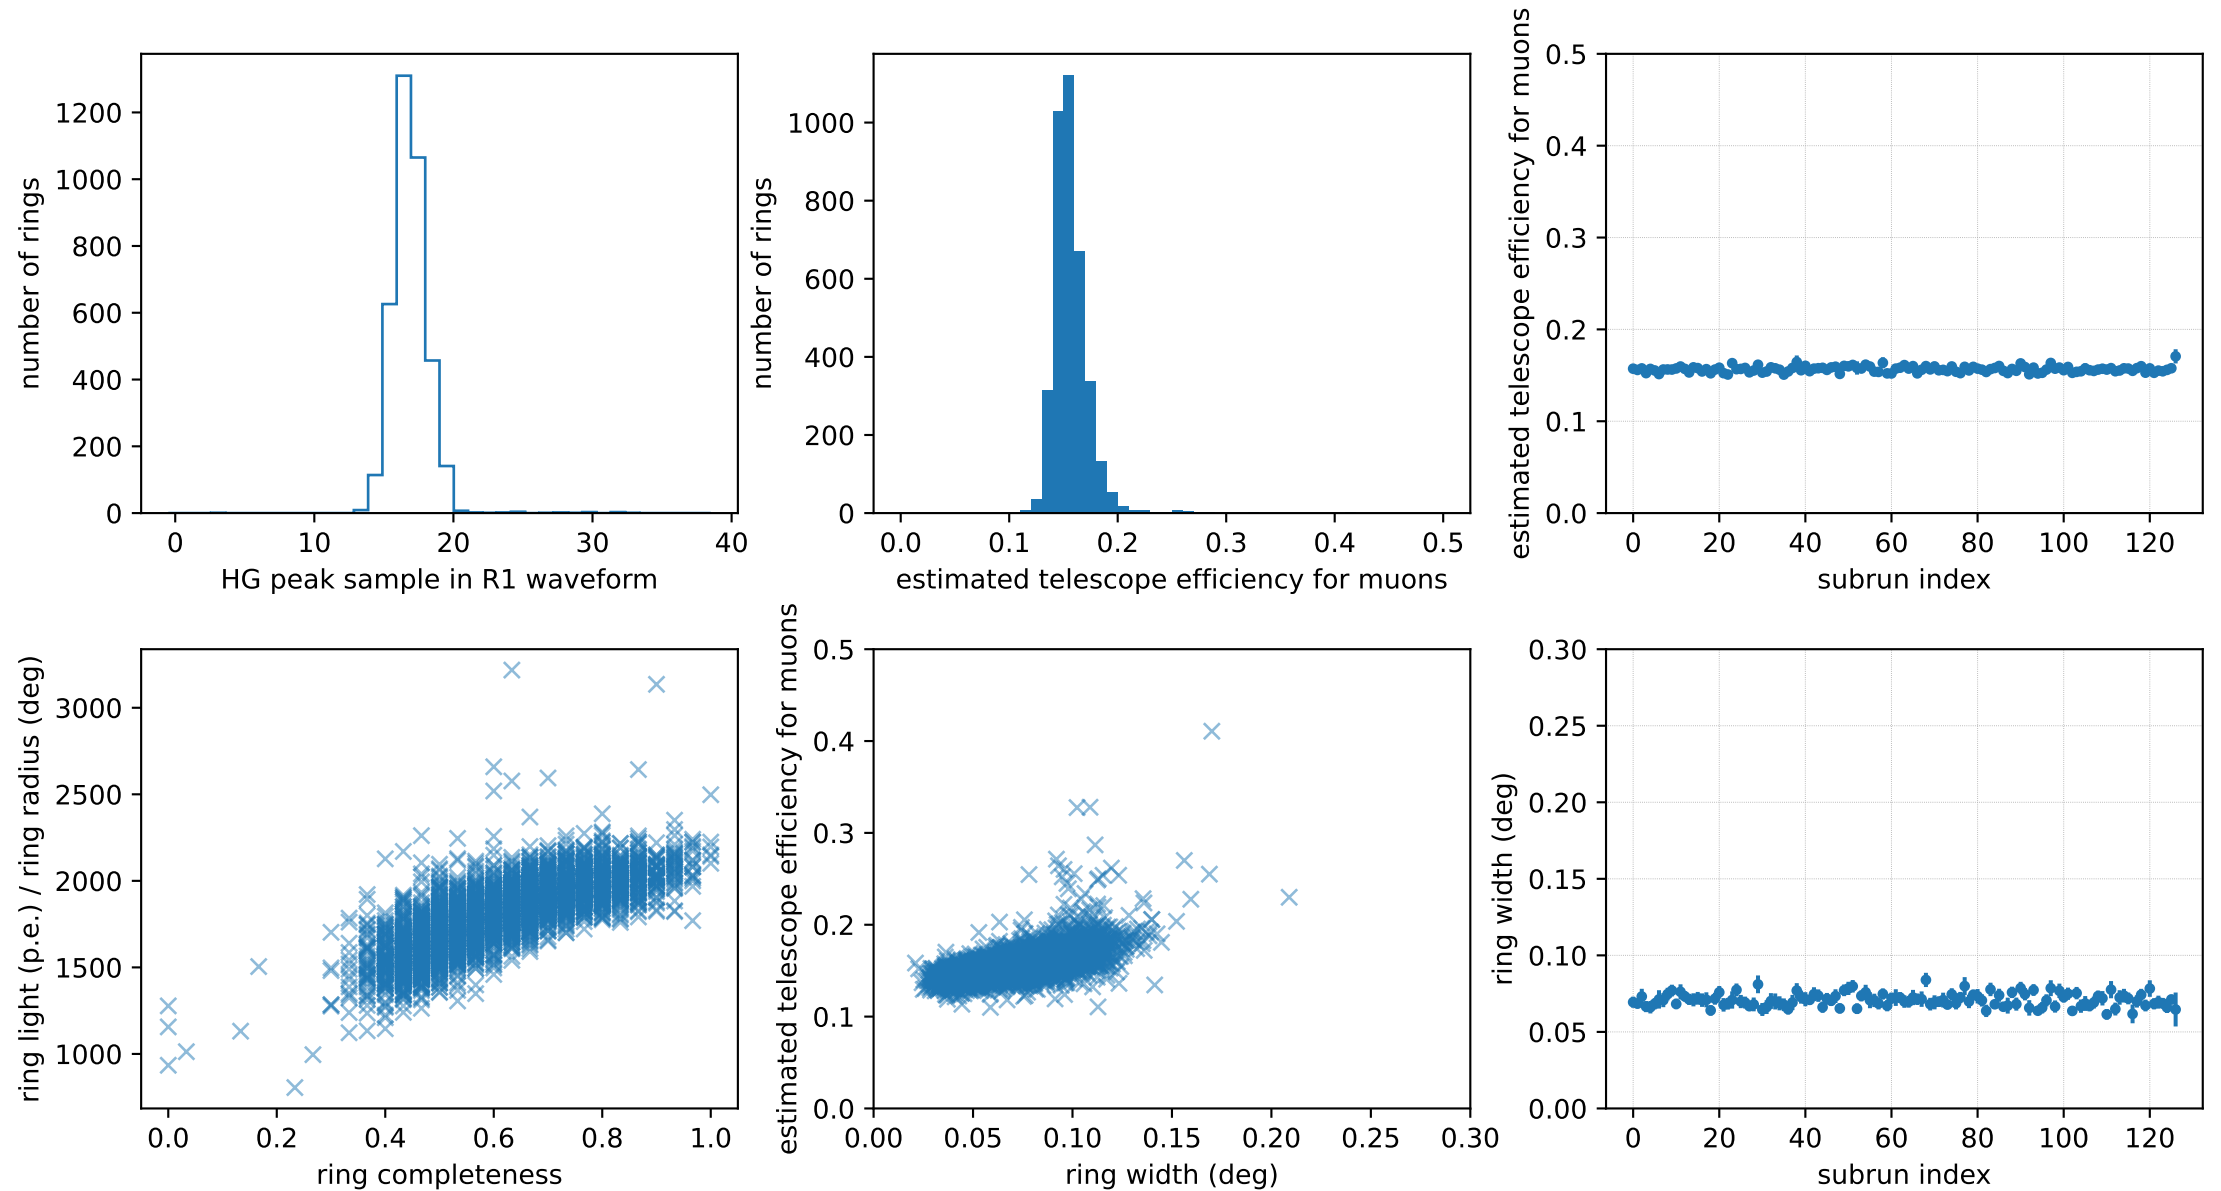 number of rings
1200
1000
800
600
400
200
0
0 10 20 30 40
HG peak sample in R1 waveform
number of rings
1000
800
600
400
200
0
0.0 0.1 0.2 0.3 0.4 0.5
estimated telescope efficiency for muons
estimated telescope efficiency for muons
0.5
0.4
0.3
0.2
0.1
0.0
0 20 40 60 80 100 120
subrun index
ring light (p.e.) / ring radius (deg)
3000
2500
2000
1500
1000
0.0 0.2 0.4 0.6 0.8 1.0
ring completeness
estimated telescope efficiency for muons
0.5
0.4
0.3
0.2
0.1
0.0
0.00 0.05 0.10 0.15 0.20 0.25 0.30
ring width (deg)
ring width (deg)
0.30
0.25
0.20
0.15
0.10
0.05
0.00
0 20 40 60 80 100 120
subrun index